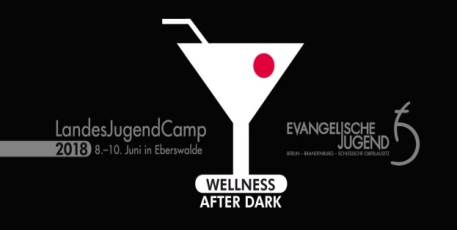 LandesJugendCamp
2018 8.–10. Juni in Eberswalde
EVANGELISCHE
JUGEND
BERLIN – BRANDENBURG – SCHLESISCHE OBERLAUSITZ
WELLNESS
AFTER DARK